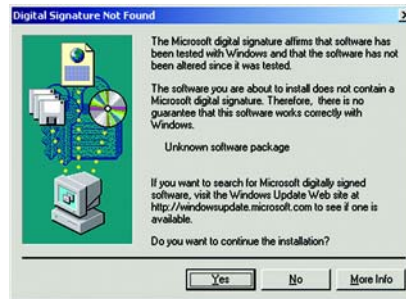 Digital Signature Not Found
The Microsoft digital signature affirms that software has
been tested with Windows and that the software has not
been altered since it was tested.
The software you are about to install does not contain a
Microsoft digital signature. Therefore, there is no
guarantee that this software works correctly with
Windows.
Unknown software package
If you want to search for Microsoft digitally signed
software, visit the Windows Update Web site at
http://windowsupdate.microsoft.com to see if one is
available.
Do you want to continue the installation?
Yes No More Info